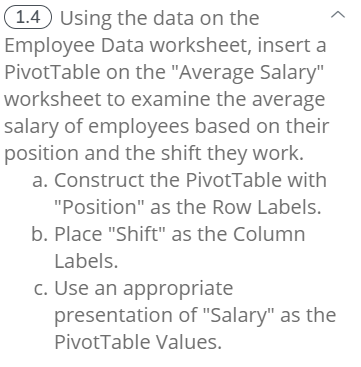 1.4 Using the data on the
Employee Data worksheet, insert a
PivotTable on the "Average Salary"
worksheet to examine the average
salary of employees based on their
position and the shift they work.
a. Construct the PivotTable with
"Position" as the Row Labels.
b. Place "Shift" as the Column
Labels.
c. Use an appropriate
presentation of "Salary" as the
PivotTable Values.